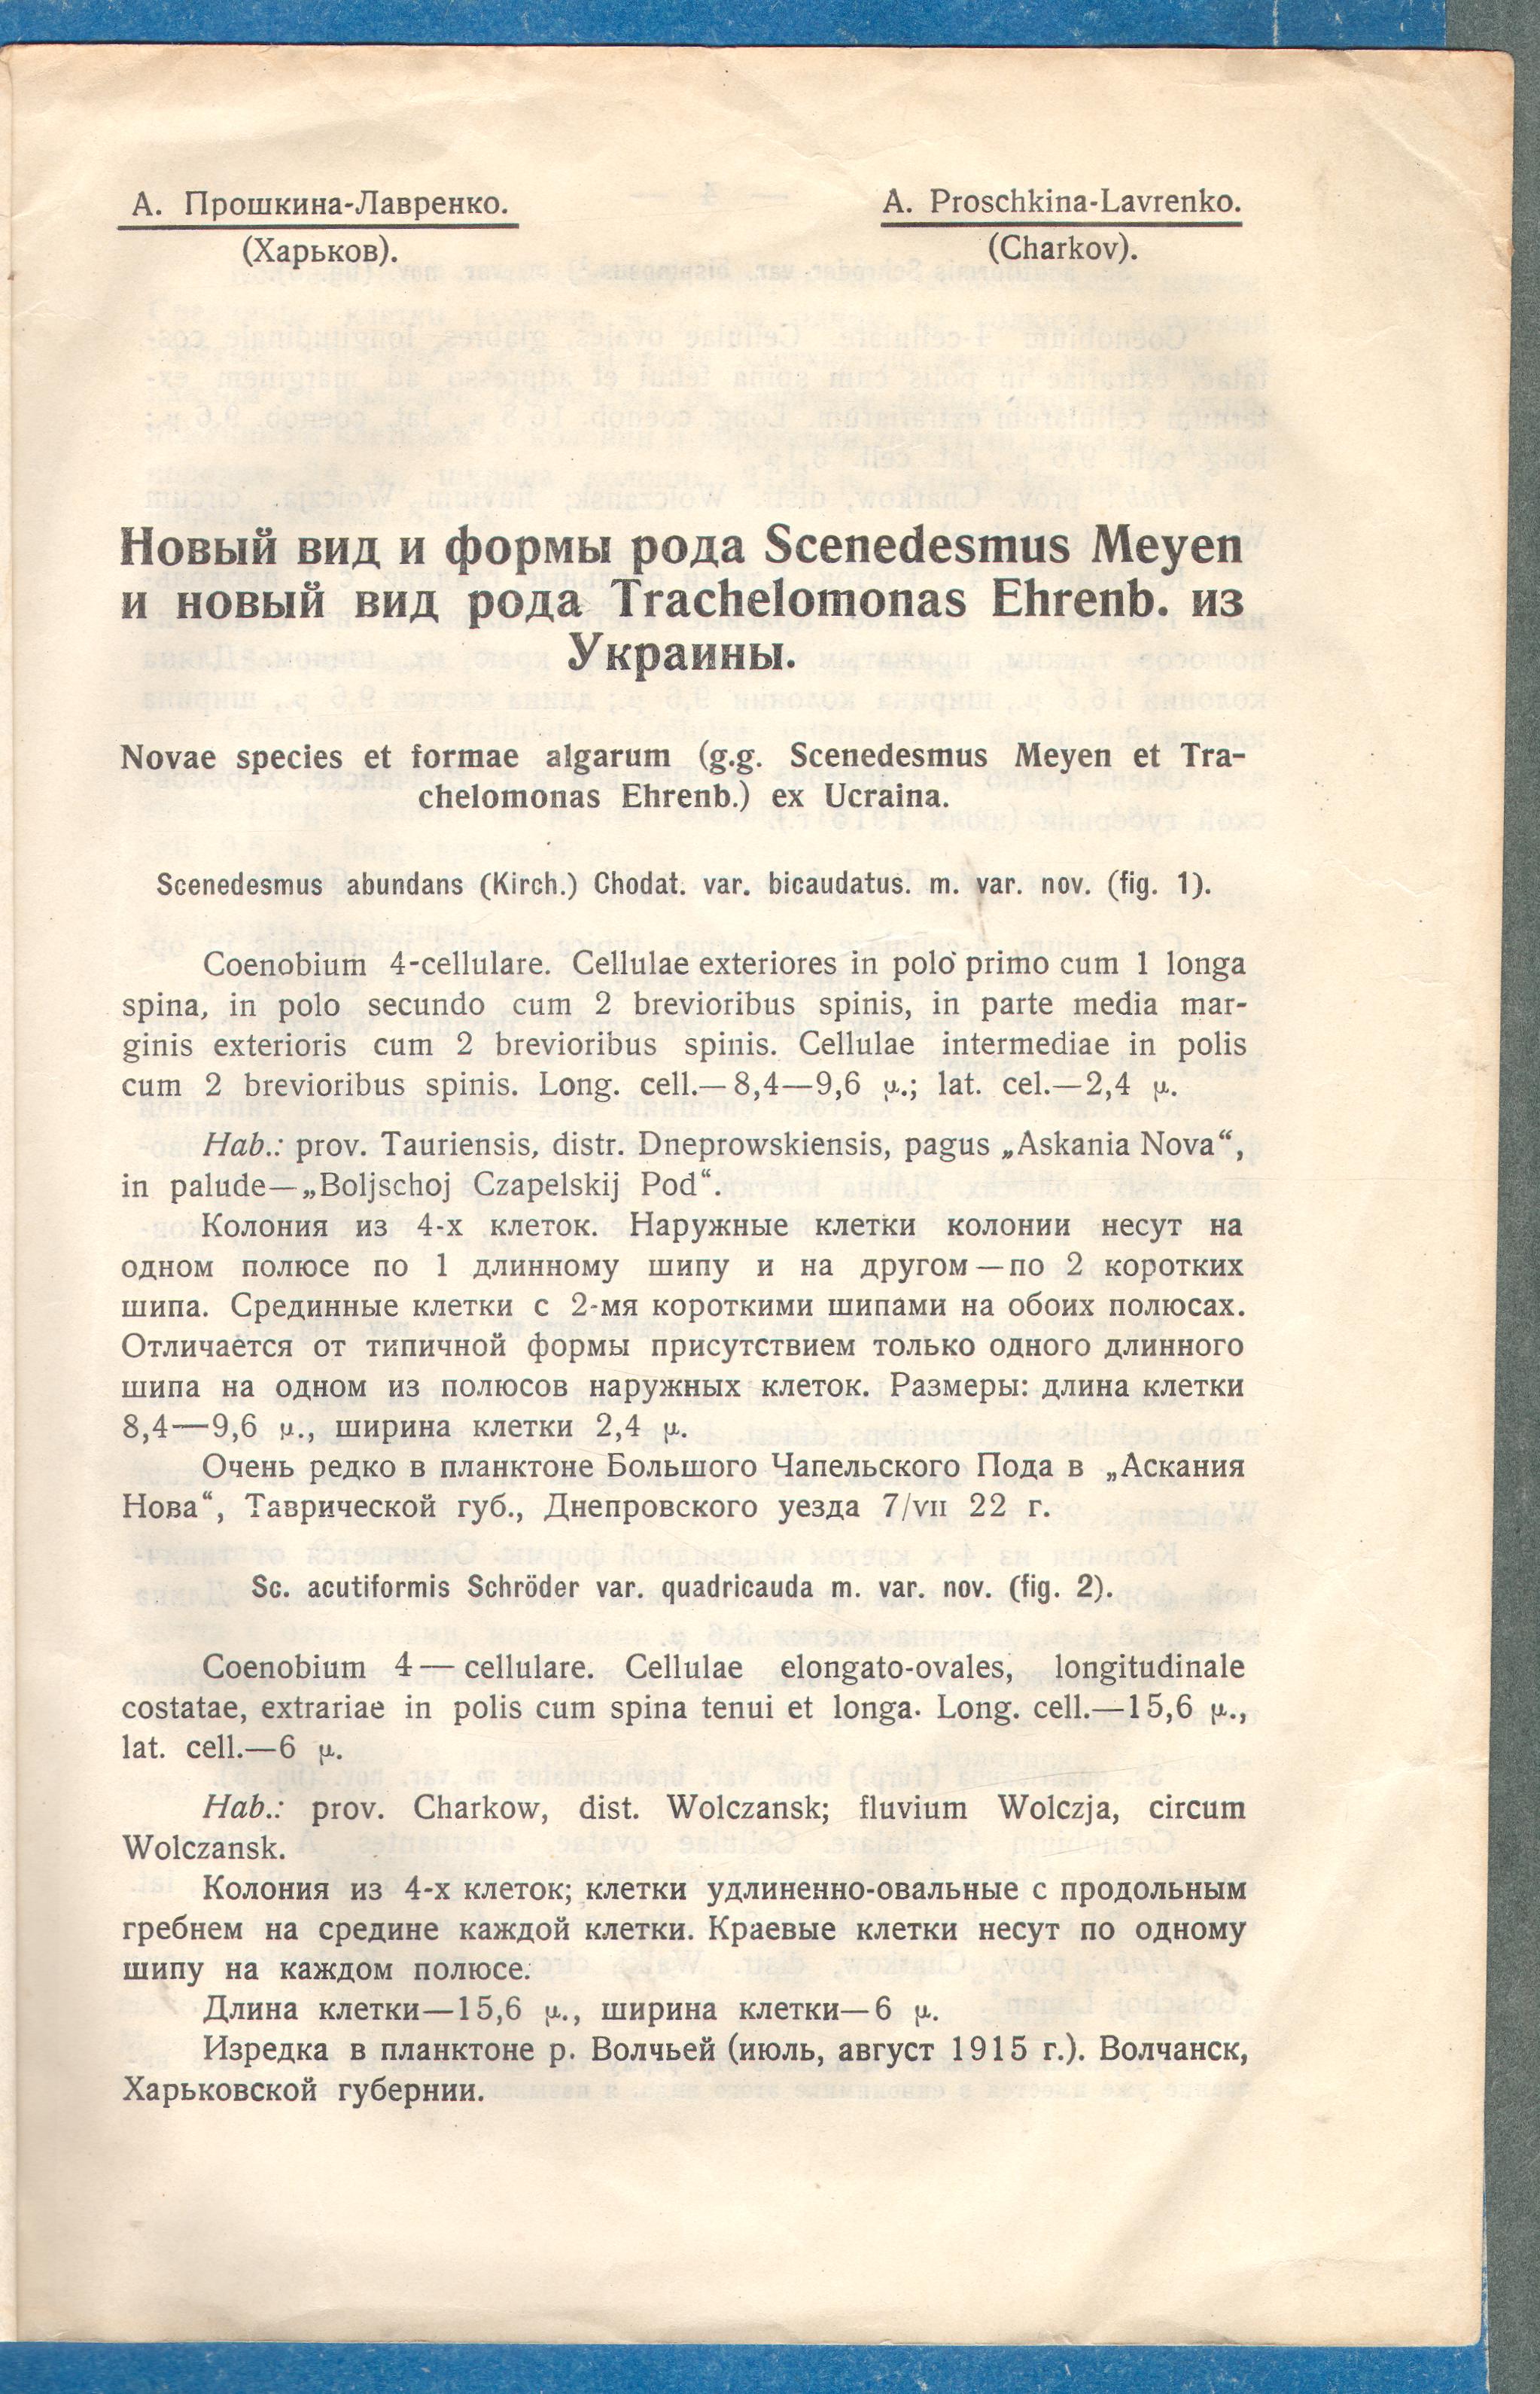 А. Прошкина-Лавренко.
(Харьков).
A. Proschkina-Lavrenko.
(Charkov).
Новый вид и формы рода Scenedesmus Meyen
и новый вид рода Trachelomonas Ehrenb. из
Украины.
Novae species et formae algarum (g.g. Scenedesmus Meyen et Tra-
chelomonas Ehrenb.) ex Ucraina.
Scenedesmus abundans (Kirch.) Chodat. var. bicaudatus. m. var. nov. (fig. 1).
Coenobium 4-cellulare. Cellulae exteriores in polo primo cum 1 longa
spina, in polo secundo cum 2 brevioribus spinis, in parte media mar-
ginis exterioris cum 2 brevioribus spinis. Cellulae intermediae in polis
cum 2 brevioribus spinis. Long. cell.—8,4—9,6 μ.; lat. cel.—2,4 μ.
Hab.: prov. Tauriensis, distr. Dneprowskiensis, pagus „Askania Nova“,
in palude—„Boljschoj Czapelskij Pod“.
Колония из 4-х клеток. Наружные клетки колонии несут на
одном полюсе по 1 длинному шипу и на другом—по 2 коротких
шипа. Срединные клетки с 2-мя короткими шипами на обоих полюсах.
Отличается от типичной формы присутствием только одного длинного
шипа на одном из полюсов наружных клеток. Размеры: длина клетки
8,4—9,6 μ., ширина клетки 2,4 μ.
Очень редко в планктоне Большого Чапельского Пода в „Аскания
Нова“, Таврической губ., Днепровского уезда 7/VII 22 г.
Sc. acutiformis Schröder var. quadricauda m. var. nov. (fig. 2).
Coenobium 4—cellulare. Cellulae elongato-ovales, longitudinale
costatae, extrariae in polis cum spina tenui et longa. Long. cell.—15,6 μ.,
lat. cell.—6 μ.
Hab.: prov. Charkow, dist. Wolczansk; fluvium Wolczja, circum
Wolczansk.
Колония из 4-х клеток; клетки удлиненно-овальные с продольным
гребнем на средине каждой клетки. Краевые клетки несут по одному
шипу на каждом полюсе.
Длина клетки—15,6 μ., ширина клетки—6 μ.
Изредка в планктоне р. Волчьей (июль, август 1915 г.). Волчанск,
Харьковской губернии.